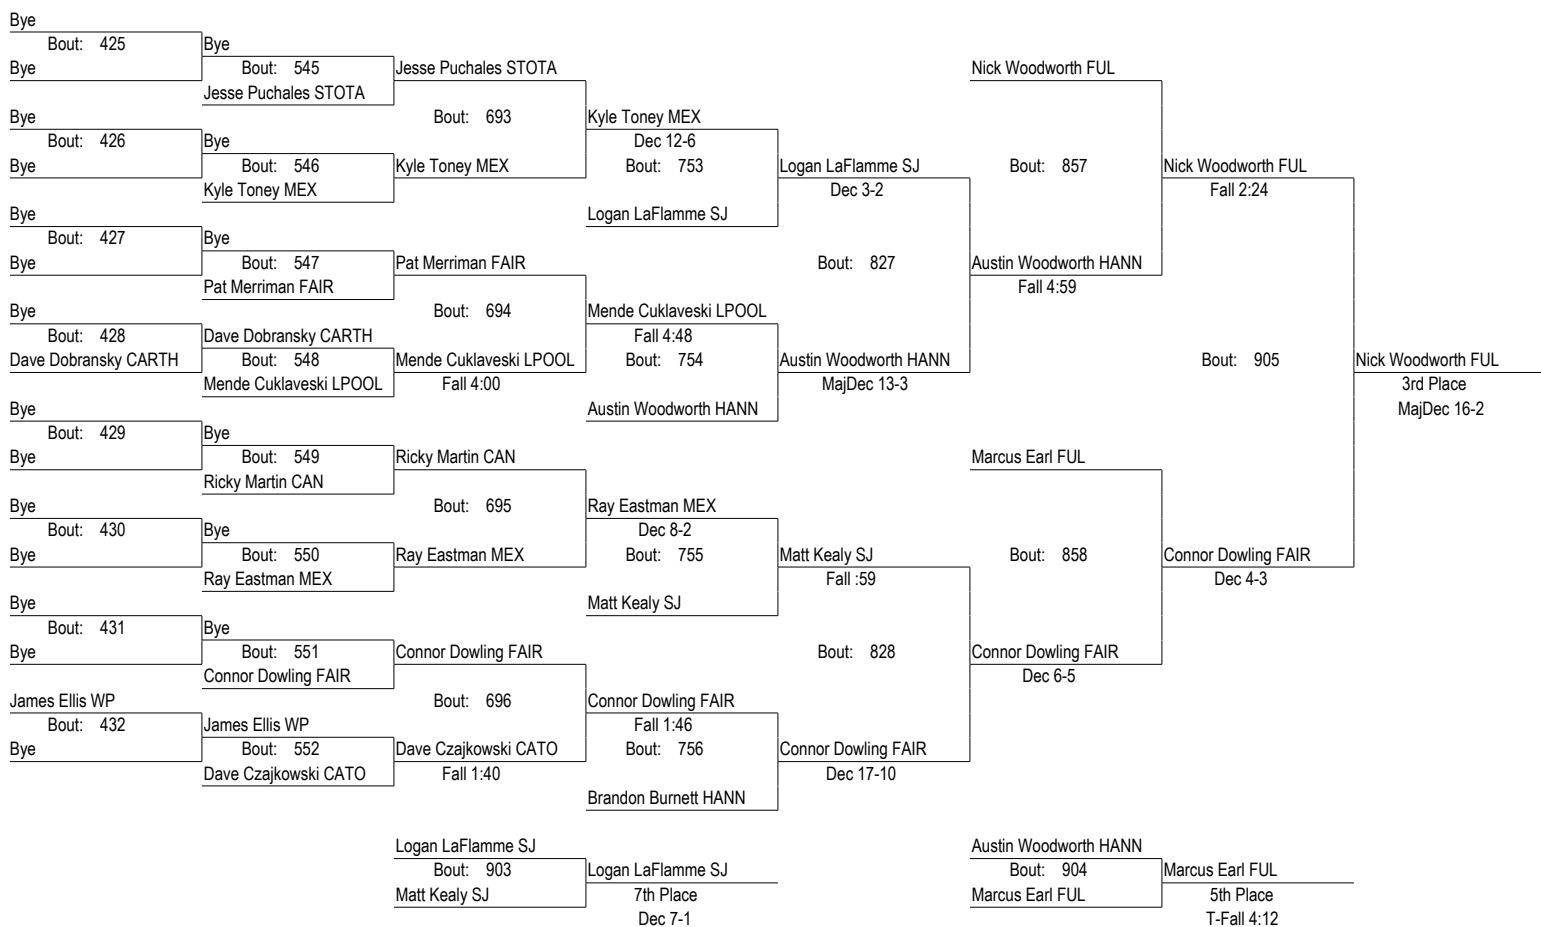 Bye
Bout: 425
Bye
Bye
Bout: 545
Jesse Puchales STOTA
Jesse Puchales STOTA
Nick Woodworth FUL
Bye
Bout: 693
Kyle Toney MEX
Bout: 426
Bye
Dec 12-6
Bye
Bout: 546
Kyle Toney MEX
Bout: 753
Logan LaFlamme SJ
Bout: 857
Nick Woodworth FUL
Kyle Toney MEX
Dec 3-2
Fall 2:24
Bye
Logan LaFlamme SJ
Bout: 427
Bye
Bye
Bout: 547
Pat Merriman FAIR
Bout: 827
Austin Woodworth HANN
Pat Merriman FAIR
Fall 4:59
Bye
Bout: 694
Mende Cuklaveski LPOOL
Bout: 428
Dave Dobransky CARTH
Fall 4:48
Dave Dobransky CARTH
Bout: 548
Mende Cuklaveski LPOOL
Bout: 754
Austin Woodworth HANN
Bout: 905
Nick Woodworth FUL
Mende Cuklaveski LPOOL
Fall 4:00
MajDec 13-3
3rd Place
Bye
Austin Woodworth HANN
MajDec 16-2
Bout: 429
Bye
Bye
Bout: 549
Ricky Martin CAN
Marcus Earl FUL
Ricky Martin CAN
Bye
Bout: 695
Ray Eastman MEX
Bout: 430
Bye
Dec 8-2
Bye
Bout: 550
Ray Eastman MEX
Bout: 755
Matt Kealy SJ
Bout: 858
Connor Dowling FAIR
Ray Eastman MEX
Fall :59
Dec 4-3
Bye
Matt Kealy SJ
Bout: 431
Bye
Bye
Bout: 551
Connor Dowling FAIR
Bout: 828
Connor Dowling FAIR
Connor Dowling FAIR
Dec 6-5
James Ellis WP
Bout: 696
Connor Dowling FAIR
Bout: 432
James Ellis WP
Fall 1:46
Bye
Bout: 552
Dave Czajkowski CATO
Bout: 756
Connor Dowling FAIR
Dave Czajkowski CATO
Fall 1:40
Dec 17-10
Brandon Burnett HANN
Logan LaFlamme SJ
Austin Woodworth HANN
Bout: 903
Logan LaFlamme SJ
Bout: 904
Marcus Earl FUL
Matt Kealy SJ
7th Place
Marcus Earl FUL
5th Place
Dec 7-1
T-Fall 4:12